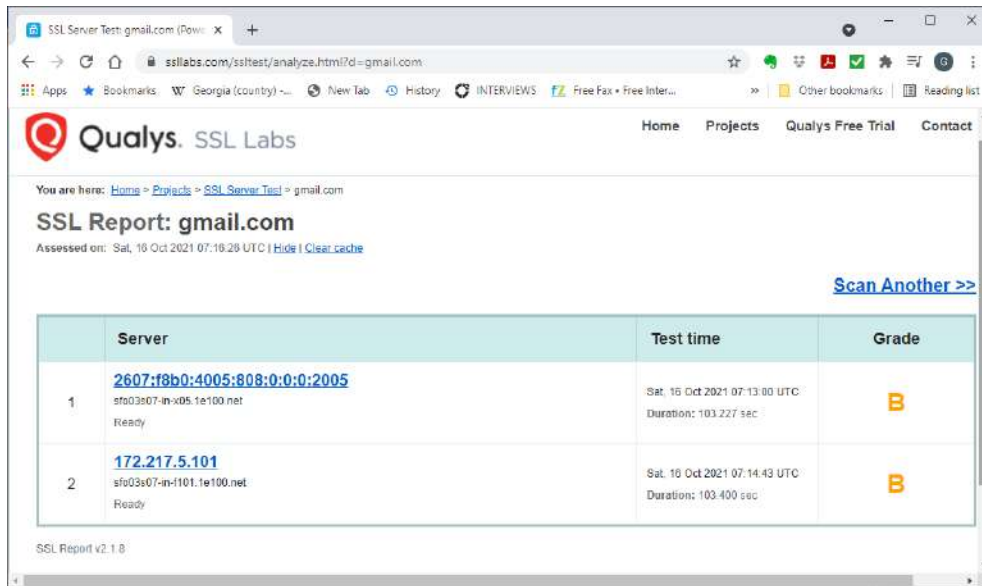 SSL Server Test: gmail.com (Powe
ssllabs.com/ssltest/analyze.html?d=gmail.com
G
Apps Bookmarks W Georgia (country) -... New Tab History INTERVIEWS fZ Free Fax • Free Inter... » Other bookmarks Reading list
Qualys. SSL Labs
Home Projects Qualys Free Trial Contact
You are here: Home > Projects > SSL Server Test > gmail.com
SSL Report: gmail.com
Assessed on: Sat, 16 Oct 2021 07:16:26 UTC | Hide | Clear cache
Scan Another >>
Server Test time Grade
1
2607:f8b0:4005:808:0:0:0:2005
sfo03s07-in-x05.1e100.net
Ready
Sat, 16 Oct 2021 07:13:00 UTC
Duration: 103.227 sec
B
2
172.217.5.101
sfo03s07-in-f101.1e100.net
Ready
Sat, 16 Oct 2021 07:14:43 UTC
Duration: 103.400 sec
B
SSL Report v2.1.8